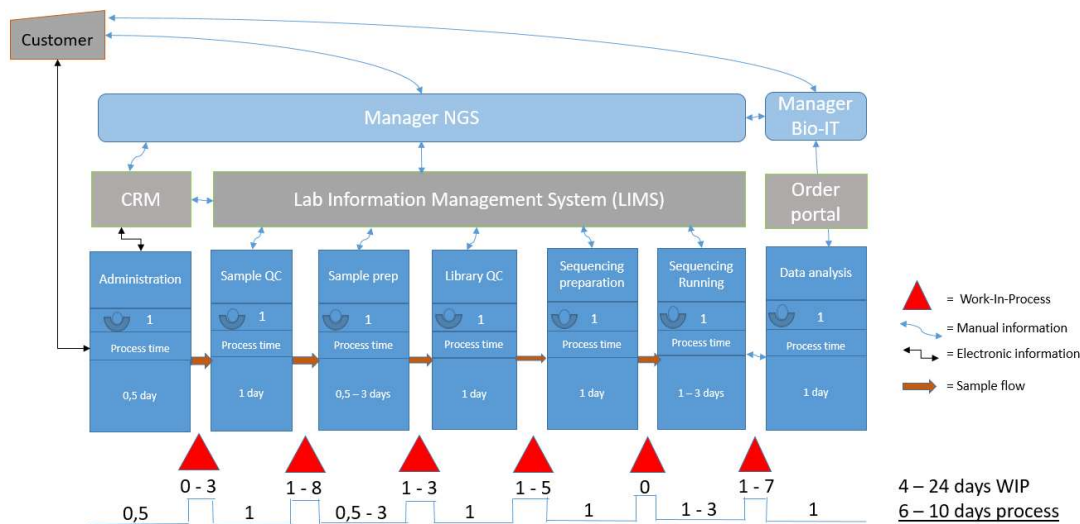 Customer
Manager NGS
Manager
Bio-IT
CRM
Lab Information Management System (LIMS)
Order
portal
Administration
1
Process time
0,5 day
Sample QC
1
Process time
1 day
Sample prep
1
Process time
0,5 – 3 days
Library QC
1
Process time
1 day
Sequencing
preparation
1
Process time
1 day
Sequencing
Running
1
Process time
1 – 3 days
Data analysis
1
Process time
1 day
= Work-In-Process
= Manual information
= Electronic information
= Sample flow
0 - 3 1 - 8 1 - 3 1 - 5 0 1 - 7
0,5 1 0,5 - 3 1 1 1 - 3 1
4 – 24 days WIP
6 – 10 days process